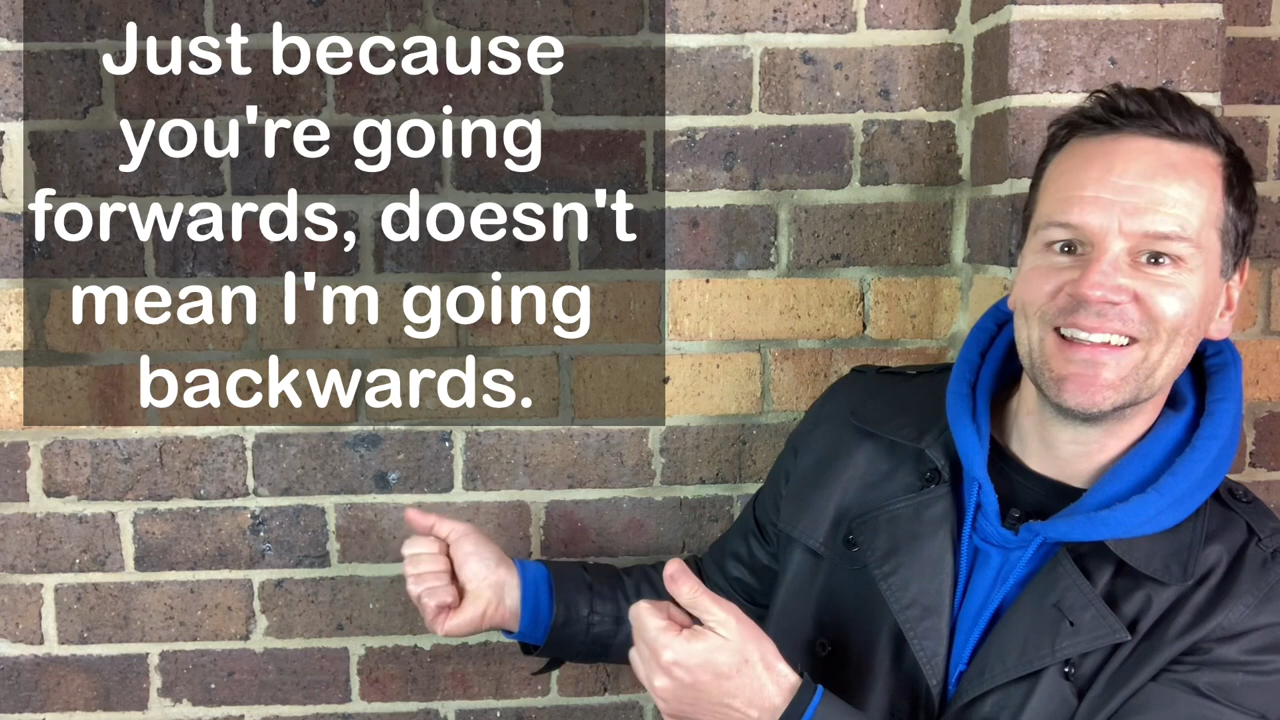 Just because
you're going
forwards, doesn't
mean I'm going
backwards.